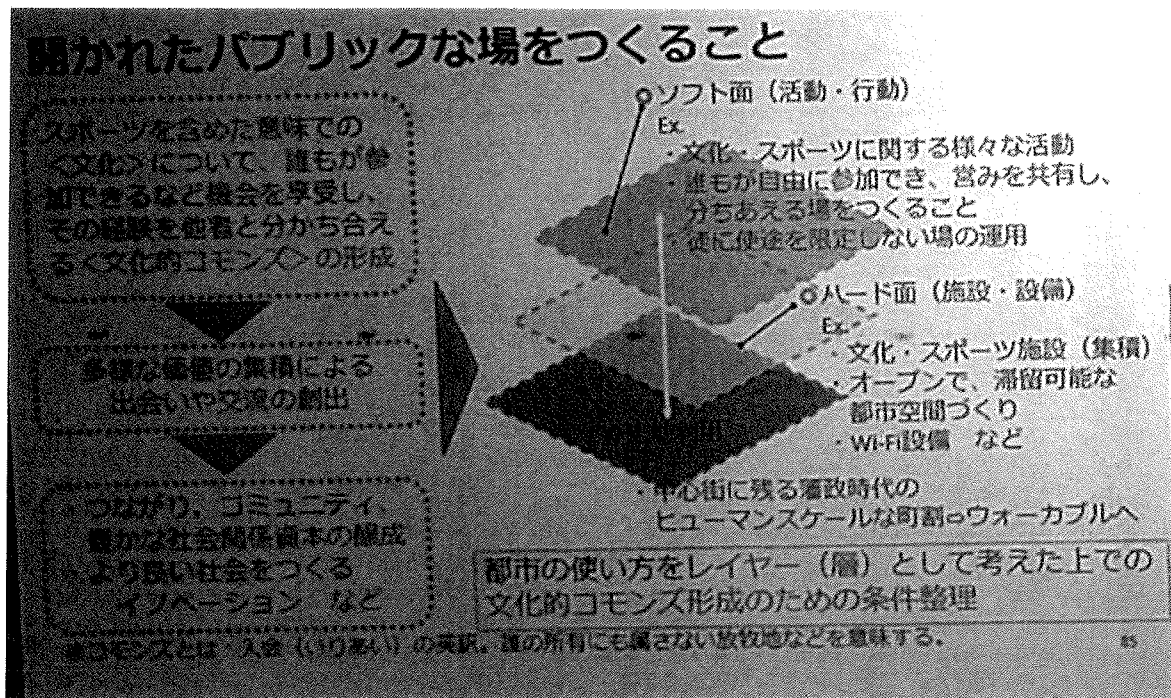 開かれたパブリックな場をつくること
スポーツを含めた意味での
<文化>について、誰もが参
加できるなど機会を享受し、
その経験を他者と分かち合え
る<文化的コモンズ>の形成
多様な価値の集積による
出会いや交流の創出
つながり、コミュニティ、
豊かな社会関係資本の醸成
より良い社会をつくる
イノベーション など
ソフト面(活動・行動)
Ex.
・文化・スポーツに関する様々な活動
・誰もが自由に参加でき、営みを共有し、
分ちあえる場をつくること
・徒に使途を限定しない場の運用
ハード面(施設・設備)
Ex.
・文化・スポーツ施設(集積)
・オープンで、滞留可能な
都市空間づくり
・Wi-Fi設備 など
・中心街に残る藩政時代の
ヒューマンスケールな町割⇨ウォーカブルへ
都市の使い方をレイヤー(層)として考えた上での
文化的コモンズ形成のための条件整理
※コモンズとは・入会(いりあい)の英訳。誰の所有にも属さない放牧地などを意味する。
85